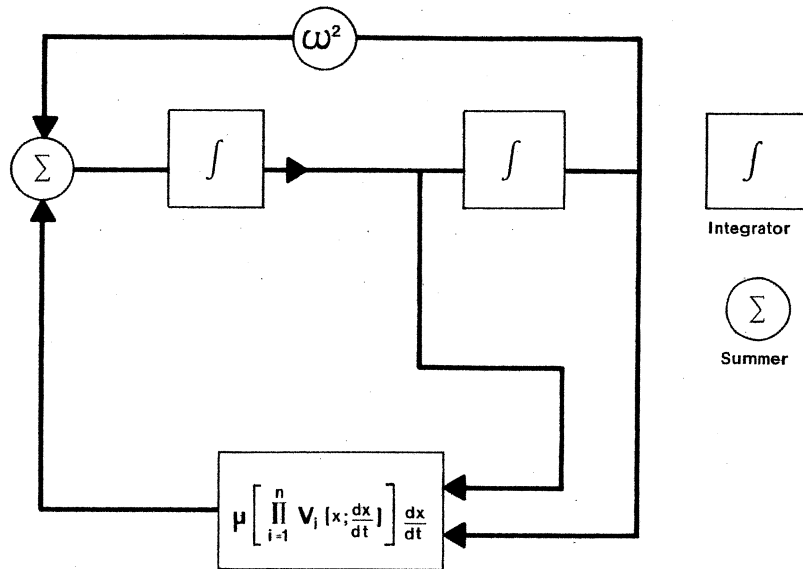 ω²
Σ
∫
∫
∫
Integrator
Σ
Summer
μ [ ∏_{i=1}^{n} V_i (x; dx/dt) ] dx/dt